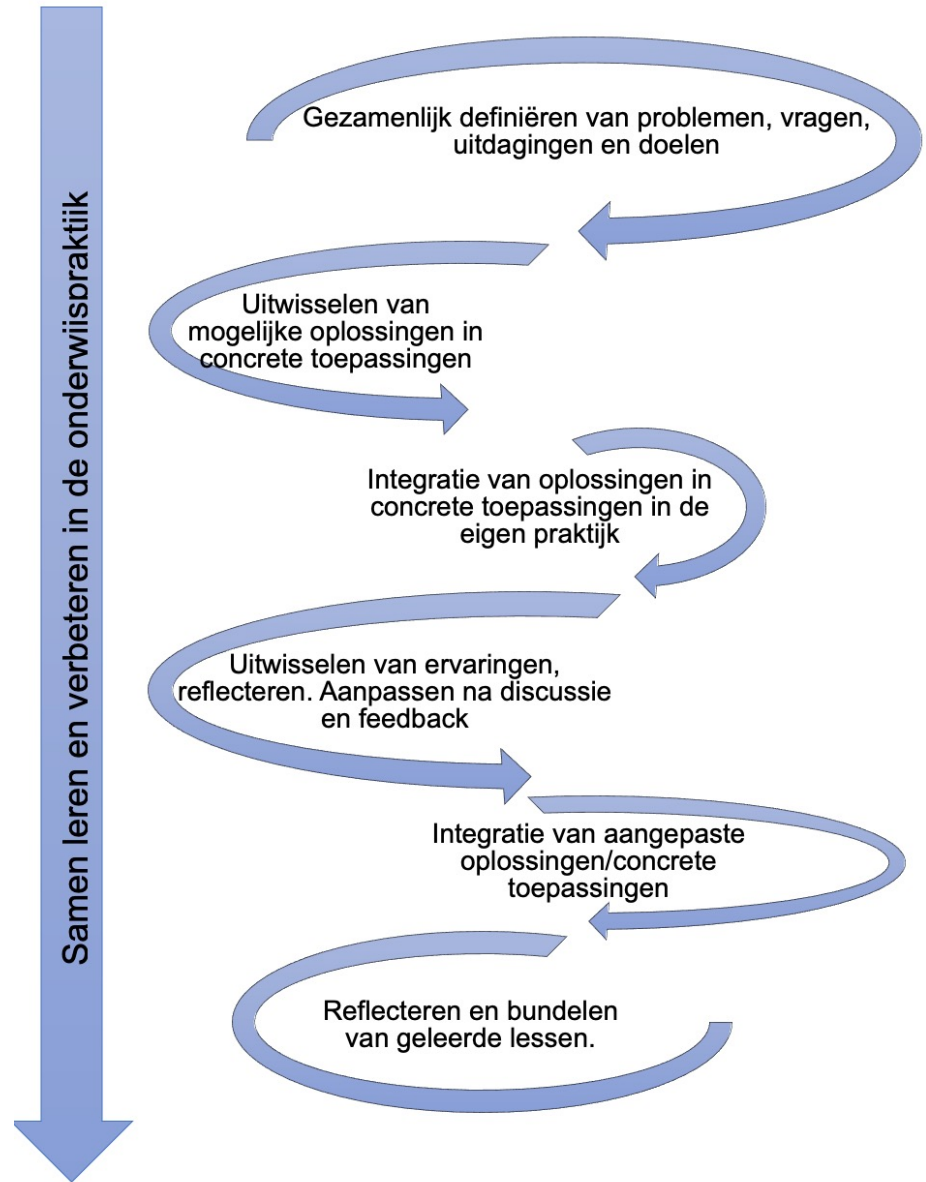 Samen leren en verbeteren in de onderwijspraktijk
Gezamenlijk definiëren van problemen, vragen,
uitdagingen en doelen
Uitwisselen van
mogelijke oplossingen in
concrete toepassingen
Integratie van oplossingen in
concrete toepassingen in de
eigen praktijk
Uitwisselen van ervaringen,
reflecteren. Aanpassen na discussie
en feedback
Integratie van aangepaste
oplossingen/concrete
toepassingen
Reflecteren en bundelen
van geleerde lessen.